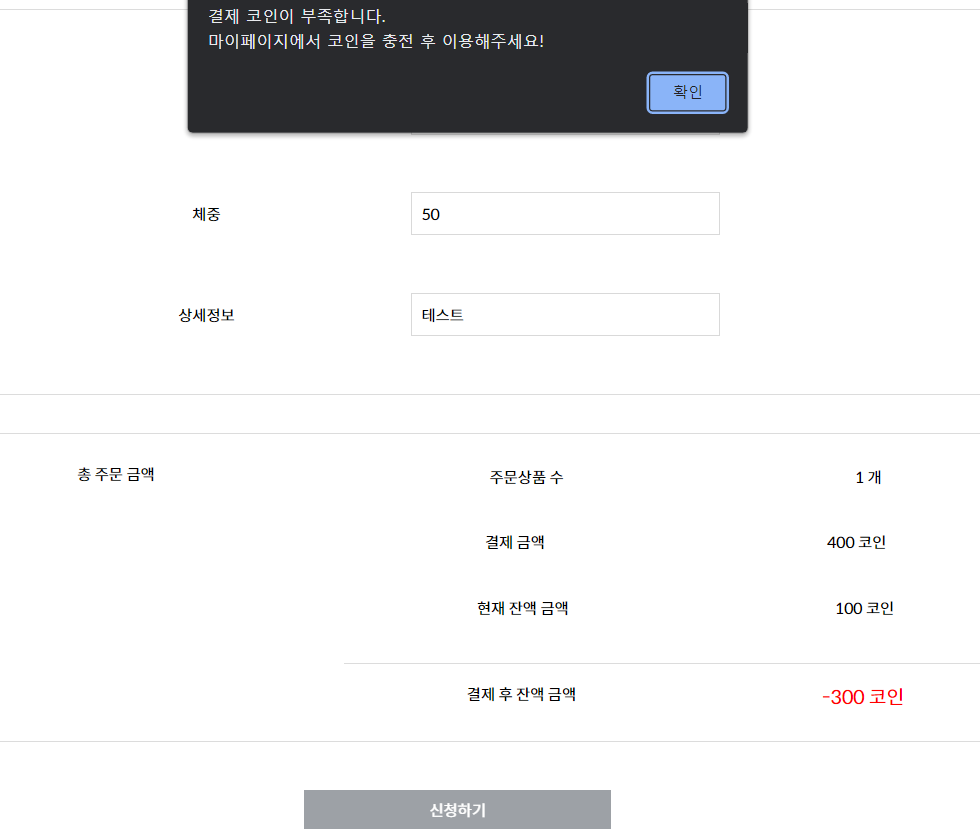 결제 코인이 부족합니다.
마이페이지에서 코인을 충전 후 이용해주세요!
확인
체중
50
상세정보
테스트
총 주문 금액
주문상품 수
1 개
결제 금액
400 코인
현재 잔액 금액
100 코인
결제 후 잔액 금액
-300 코인
신청하기